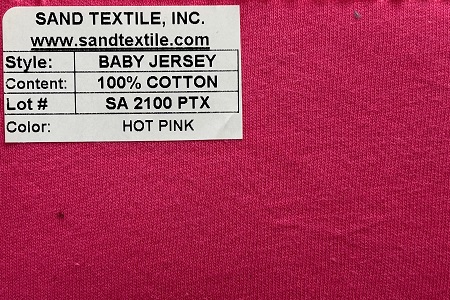 SAND TEXTILE, INC.
www.sandtextile.com
Style: BABY JERSEY
Content: 100% COTTON
Lot # SA 2100 PTX
Color: HOT PINK